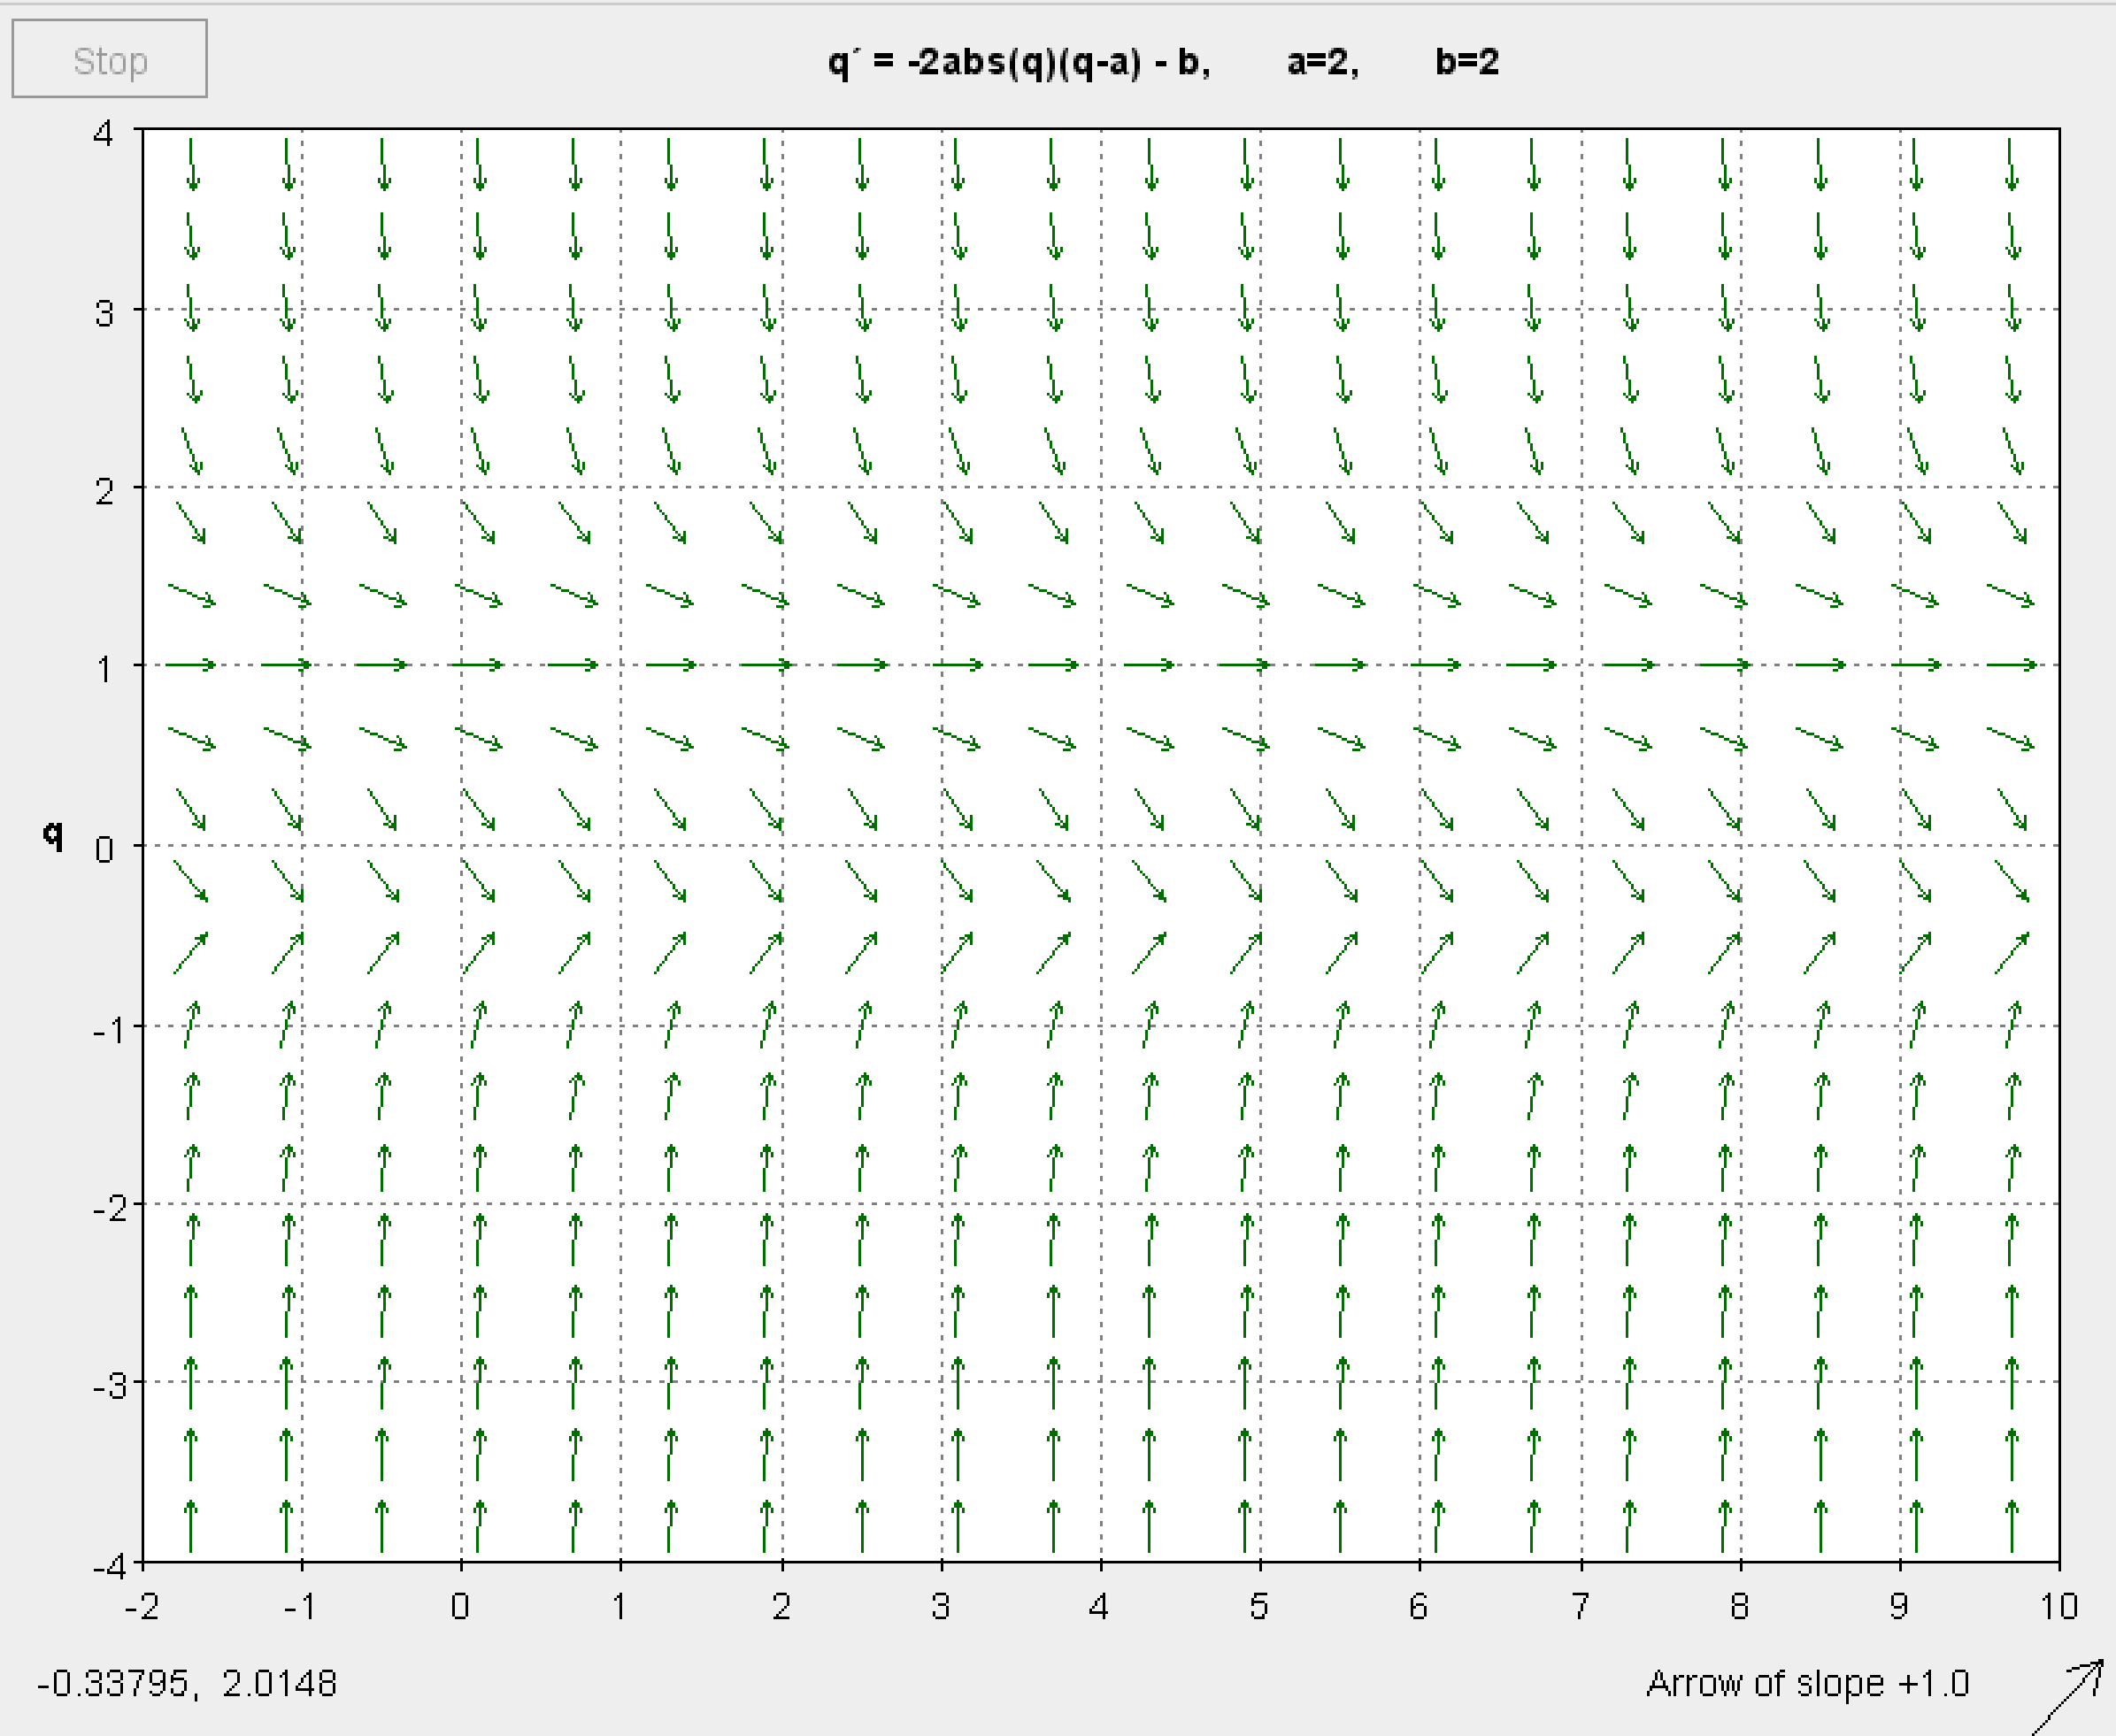 Stop
q´ = -2abs(q)(q-a) - b, a=2, b=2
4
3
2
1
q
0
-1
-2
-3
-4
-2 -1 0 1 2 3 4 5 6 7 8 9 10
-0.33795, 2.0148
Arrow of slope +1.0